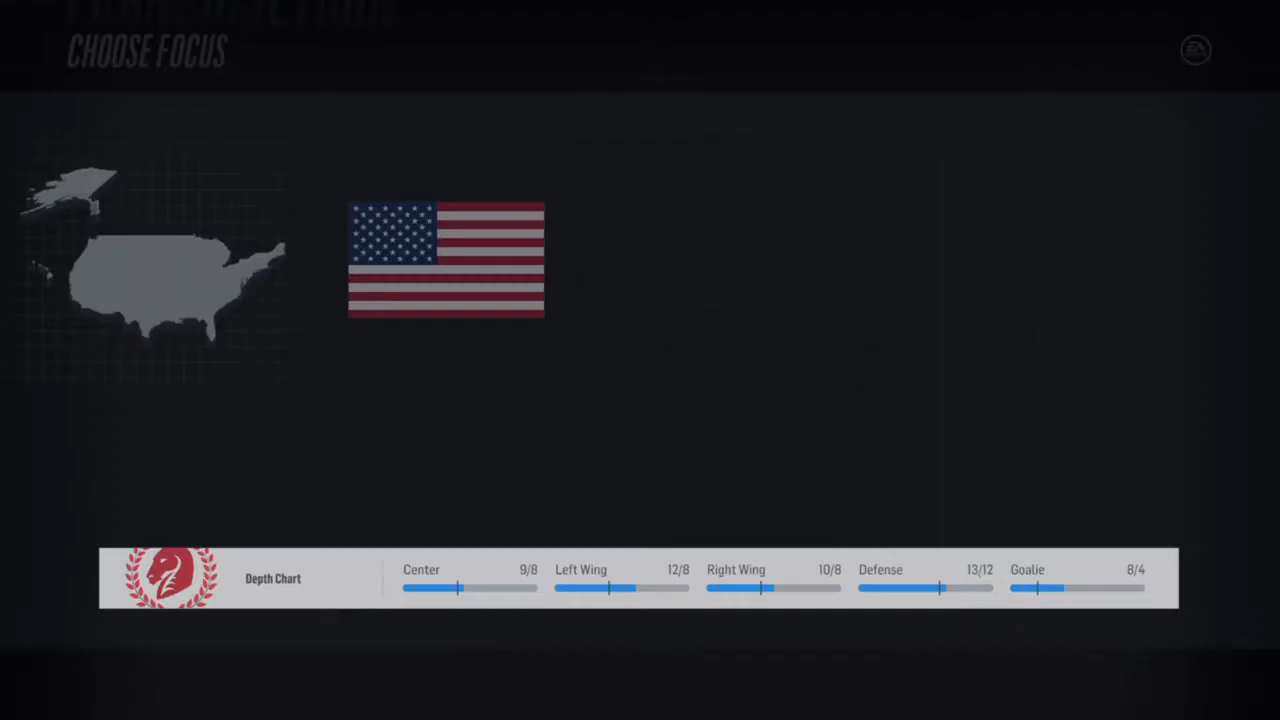 CHOOSE FOCUS
EA
Depth Chart
Center 9/8
Left Wing 12/8
Right Wing 10/8
Defense 13/12
Goalie 8/4